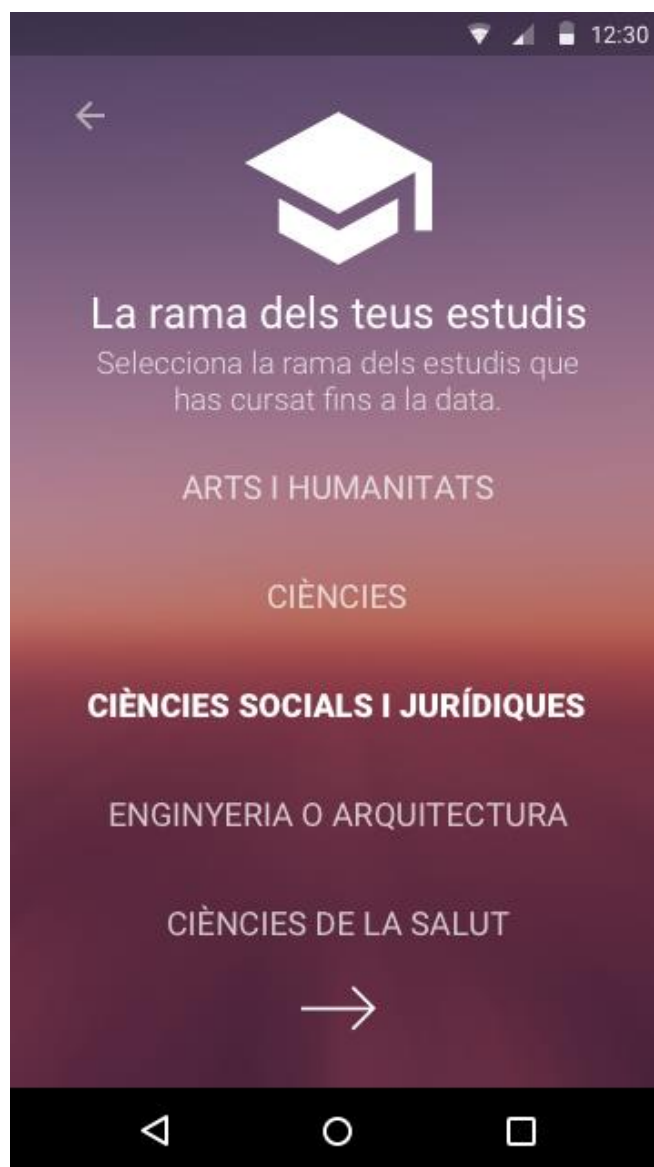 12:30
La rama dels teus estudis
Selecciona la rama dels estudis que
has cursat fins a la data.
ARTS I HUMANITATS
CIÈNCIES
CIÈNCIES SOCIALS I JURÍDIQUES
ENGINYERIA O ARQUITECTURA
CIÈNCIES DE LA SALUT